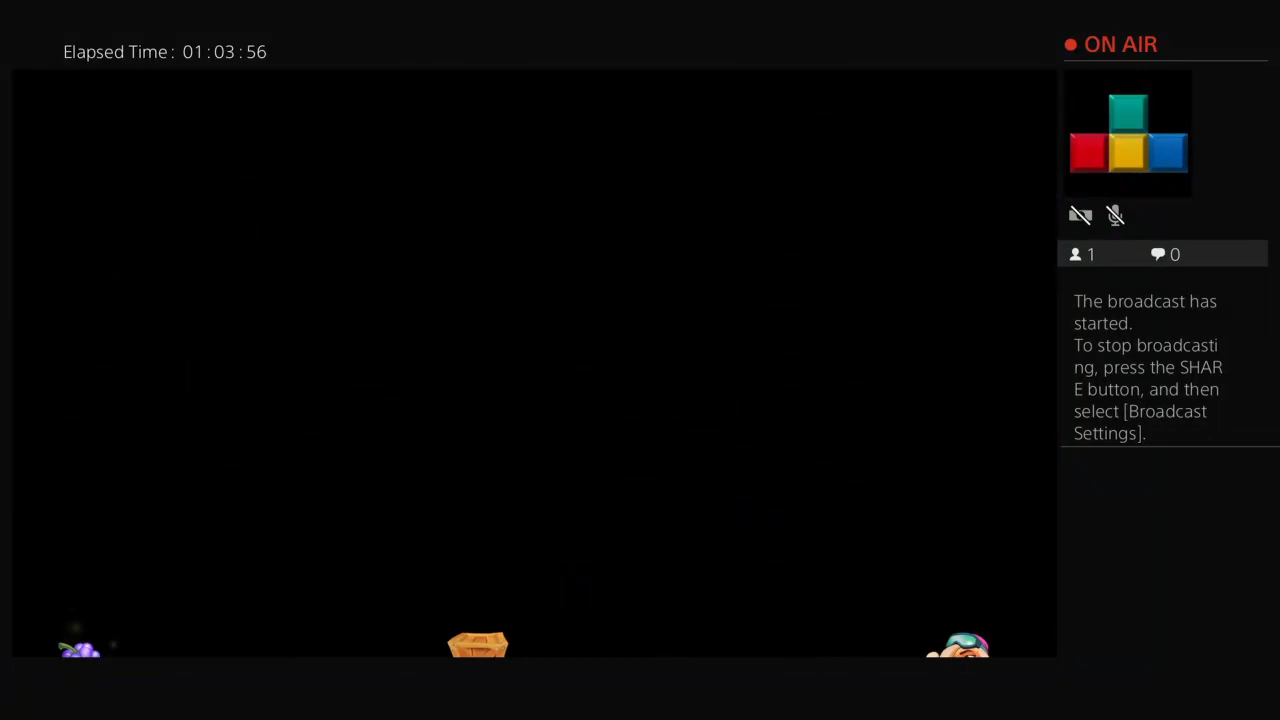 Elapsed Time: 01:03:56
ON AIR
1 0
The broadcast has
started.
To stop broadcasti
ng, press the SHAR
E button, and then
select [Broadcast
Settings].